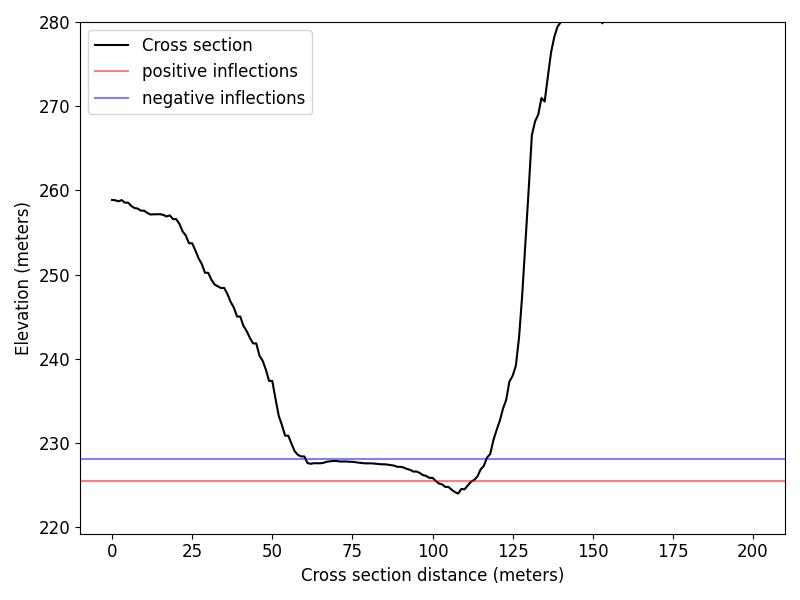 280
270
260
250
240
230
220
Elevation (meters)
Cross section
positive inflections
negative inflections
0 25 50 75 100 125 150 175 200
Cross section distance (meters)